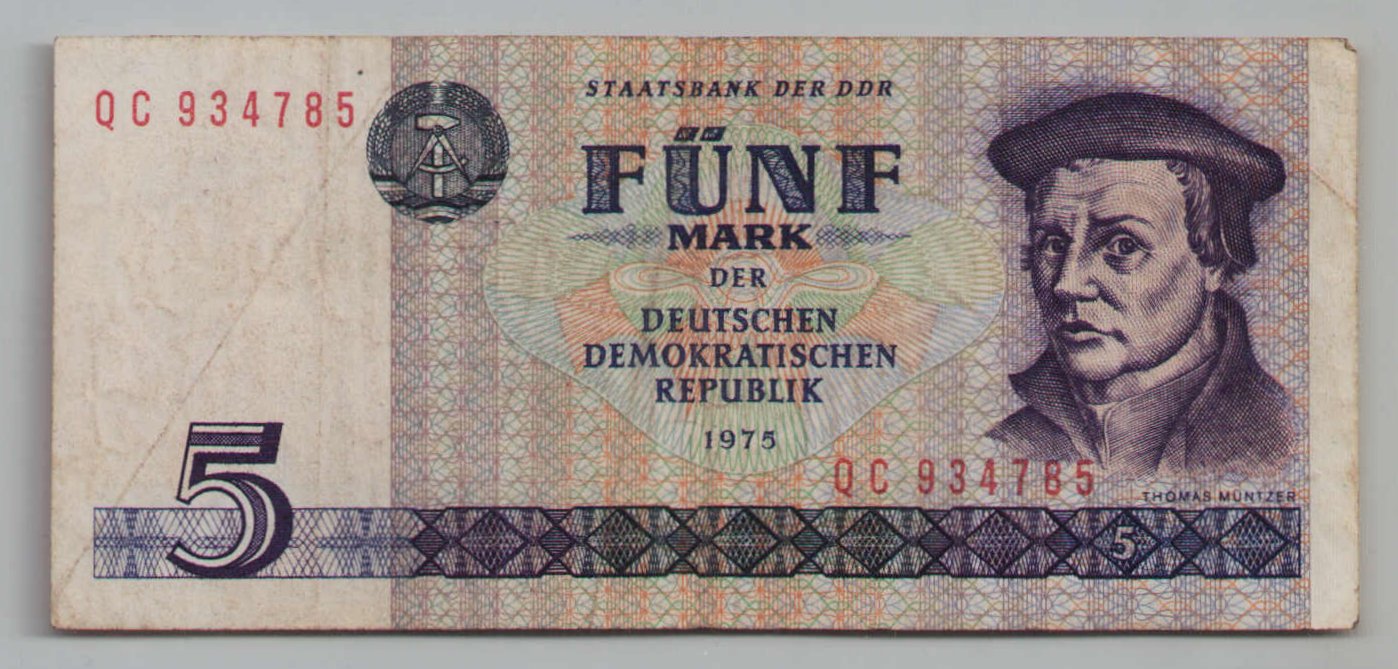 QC 934785
STAATSBANK DER DDR
FÜNF
MARK
DER
DEUTSCHEN
DEMOKRATISCHEN
REPUBLIK
1975
QC 934785
THOMAS MÜNTZER
5
5